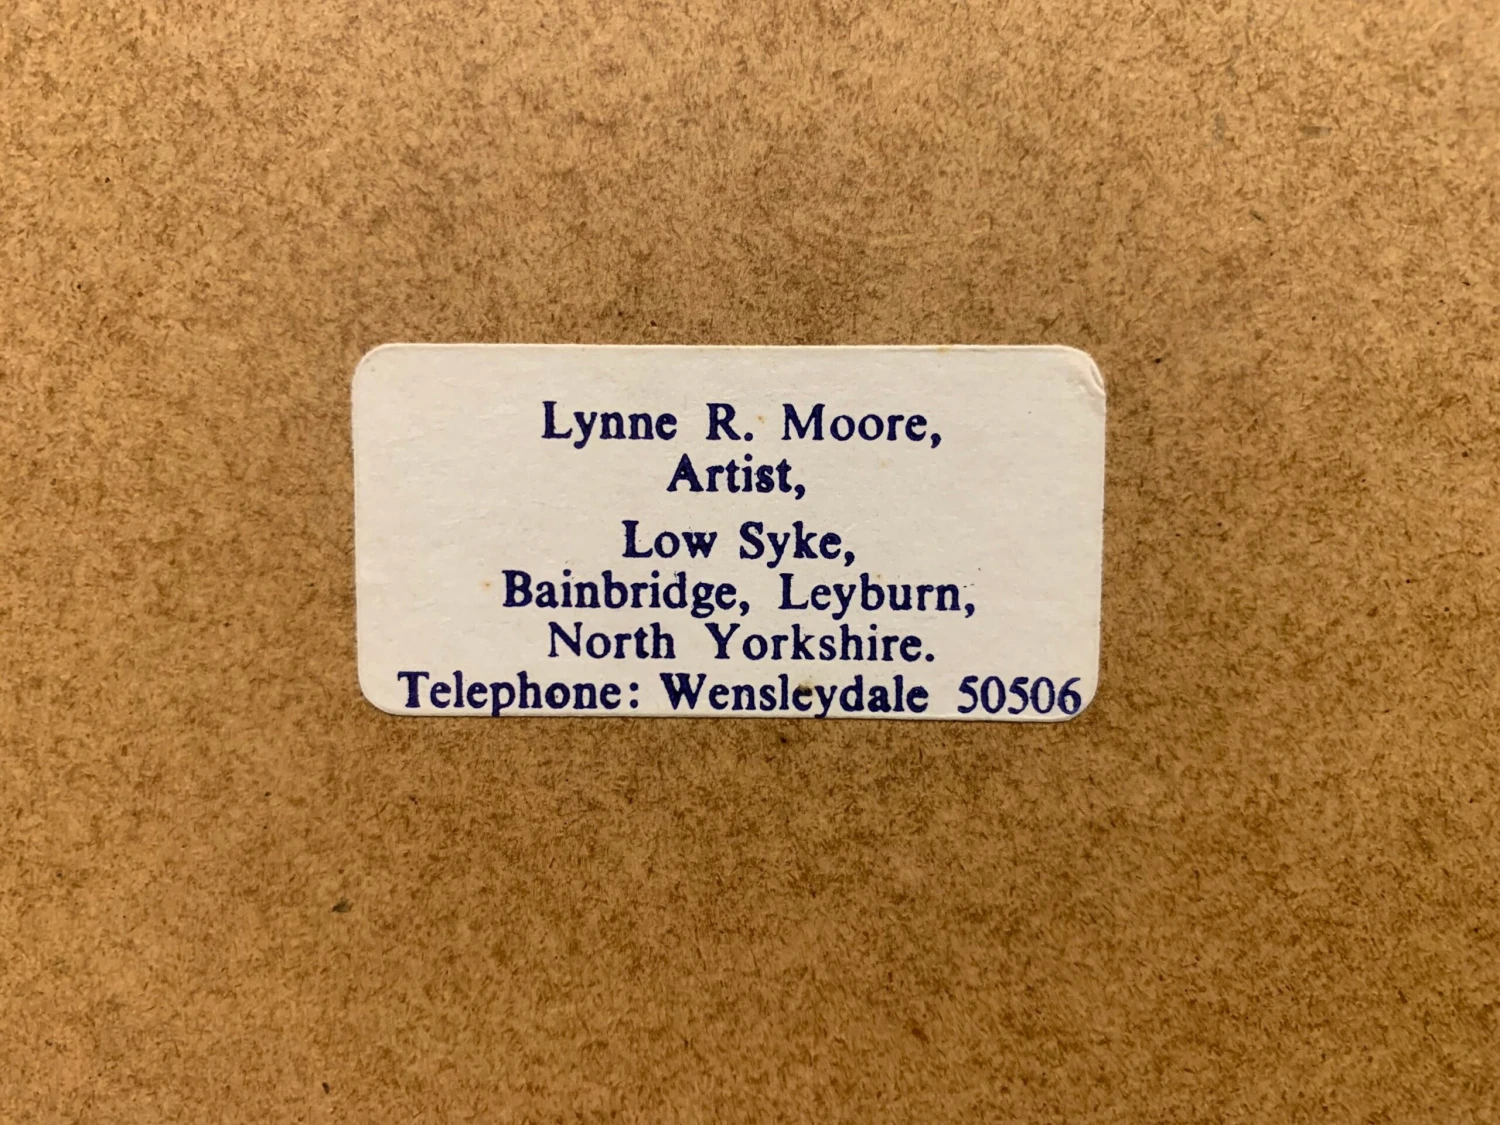 Lynne R. Moore,
Artist,
Low Syke,
Bainbridge, Leyburn,
North Yorkshire.
Telephone: Wensleydale 50506